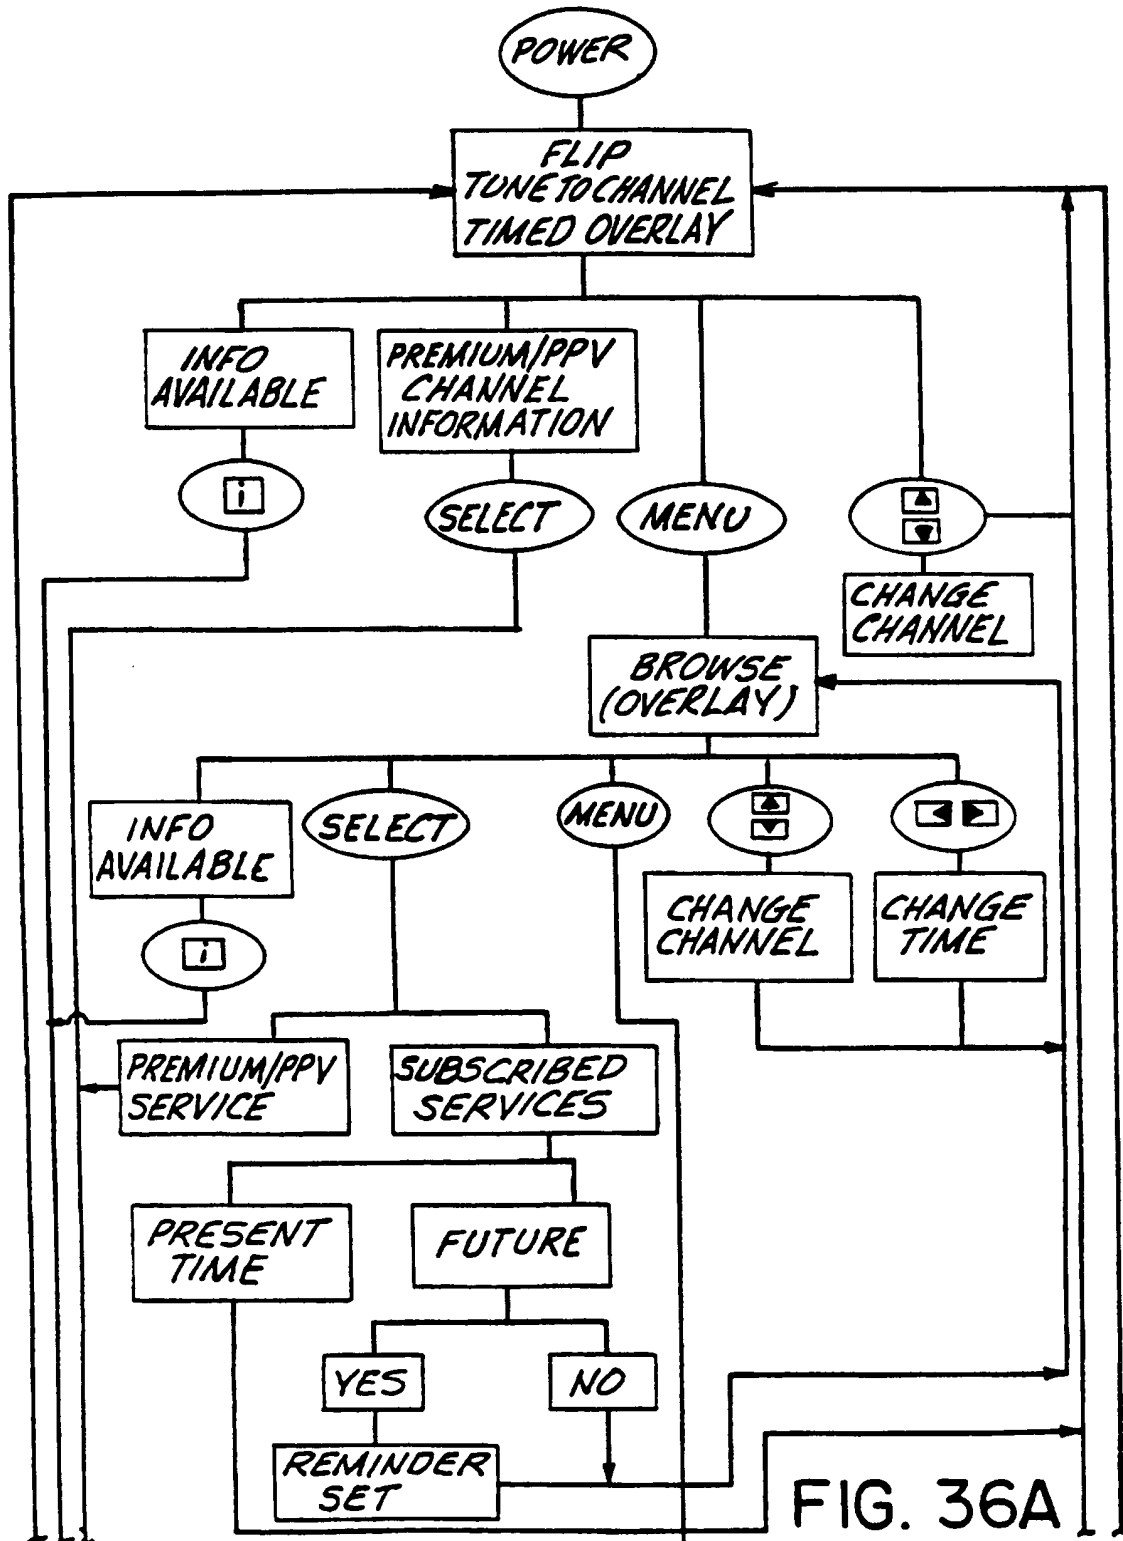 POWER
FLIP
TUNE TO CHANNEL
TIMED OVERLAY
INFO
AVAILABLE
PREMIUM/PPV
CHANNEL
INFORMATION
i
SELECT
MENU
CHANGE
CHANNEL
BROWSE
(OVERLAY)
INFO
AVAILABLE
SELECT
MENU
i
CHANGE
CHANNEL
CHANGE
TIME
PREMIUM/PPV
SERVICE
SUBSCRIBED
SERVICES
PRESENT
TIME
FUTURE
YES
NO
REMINDER
SET
FIG. 36A